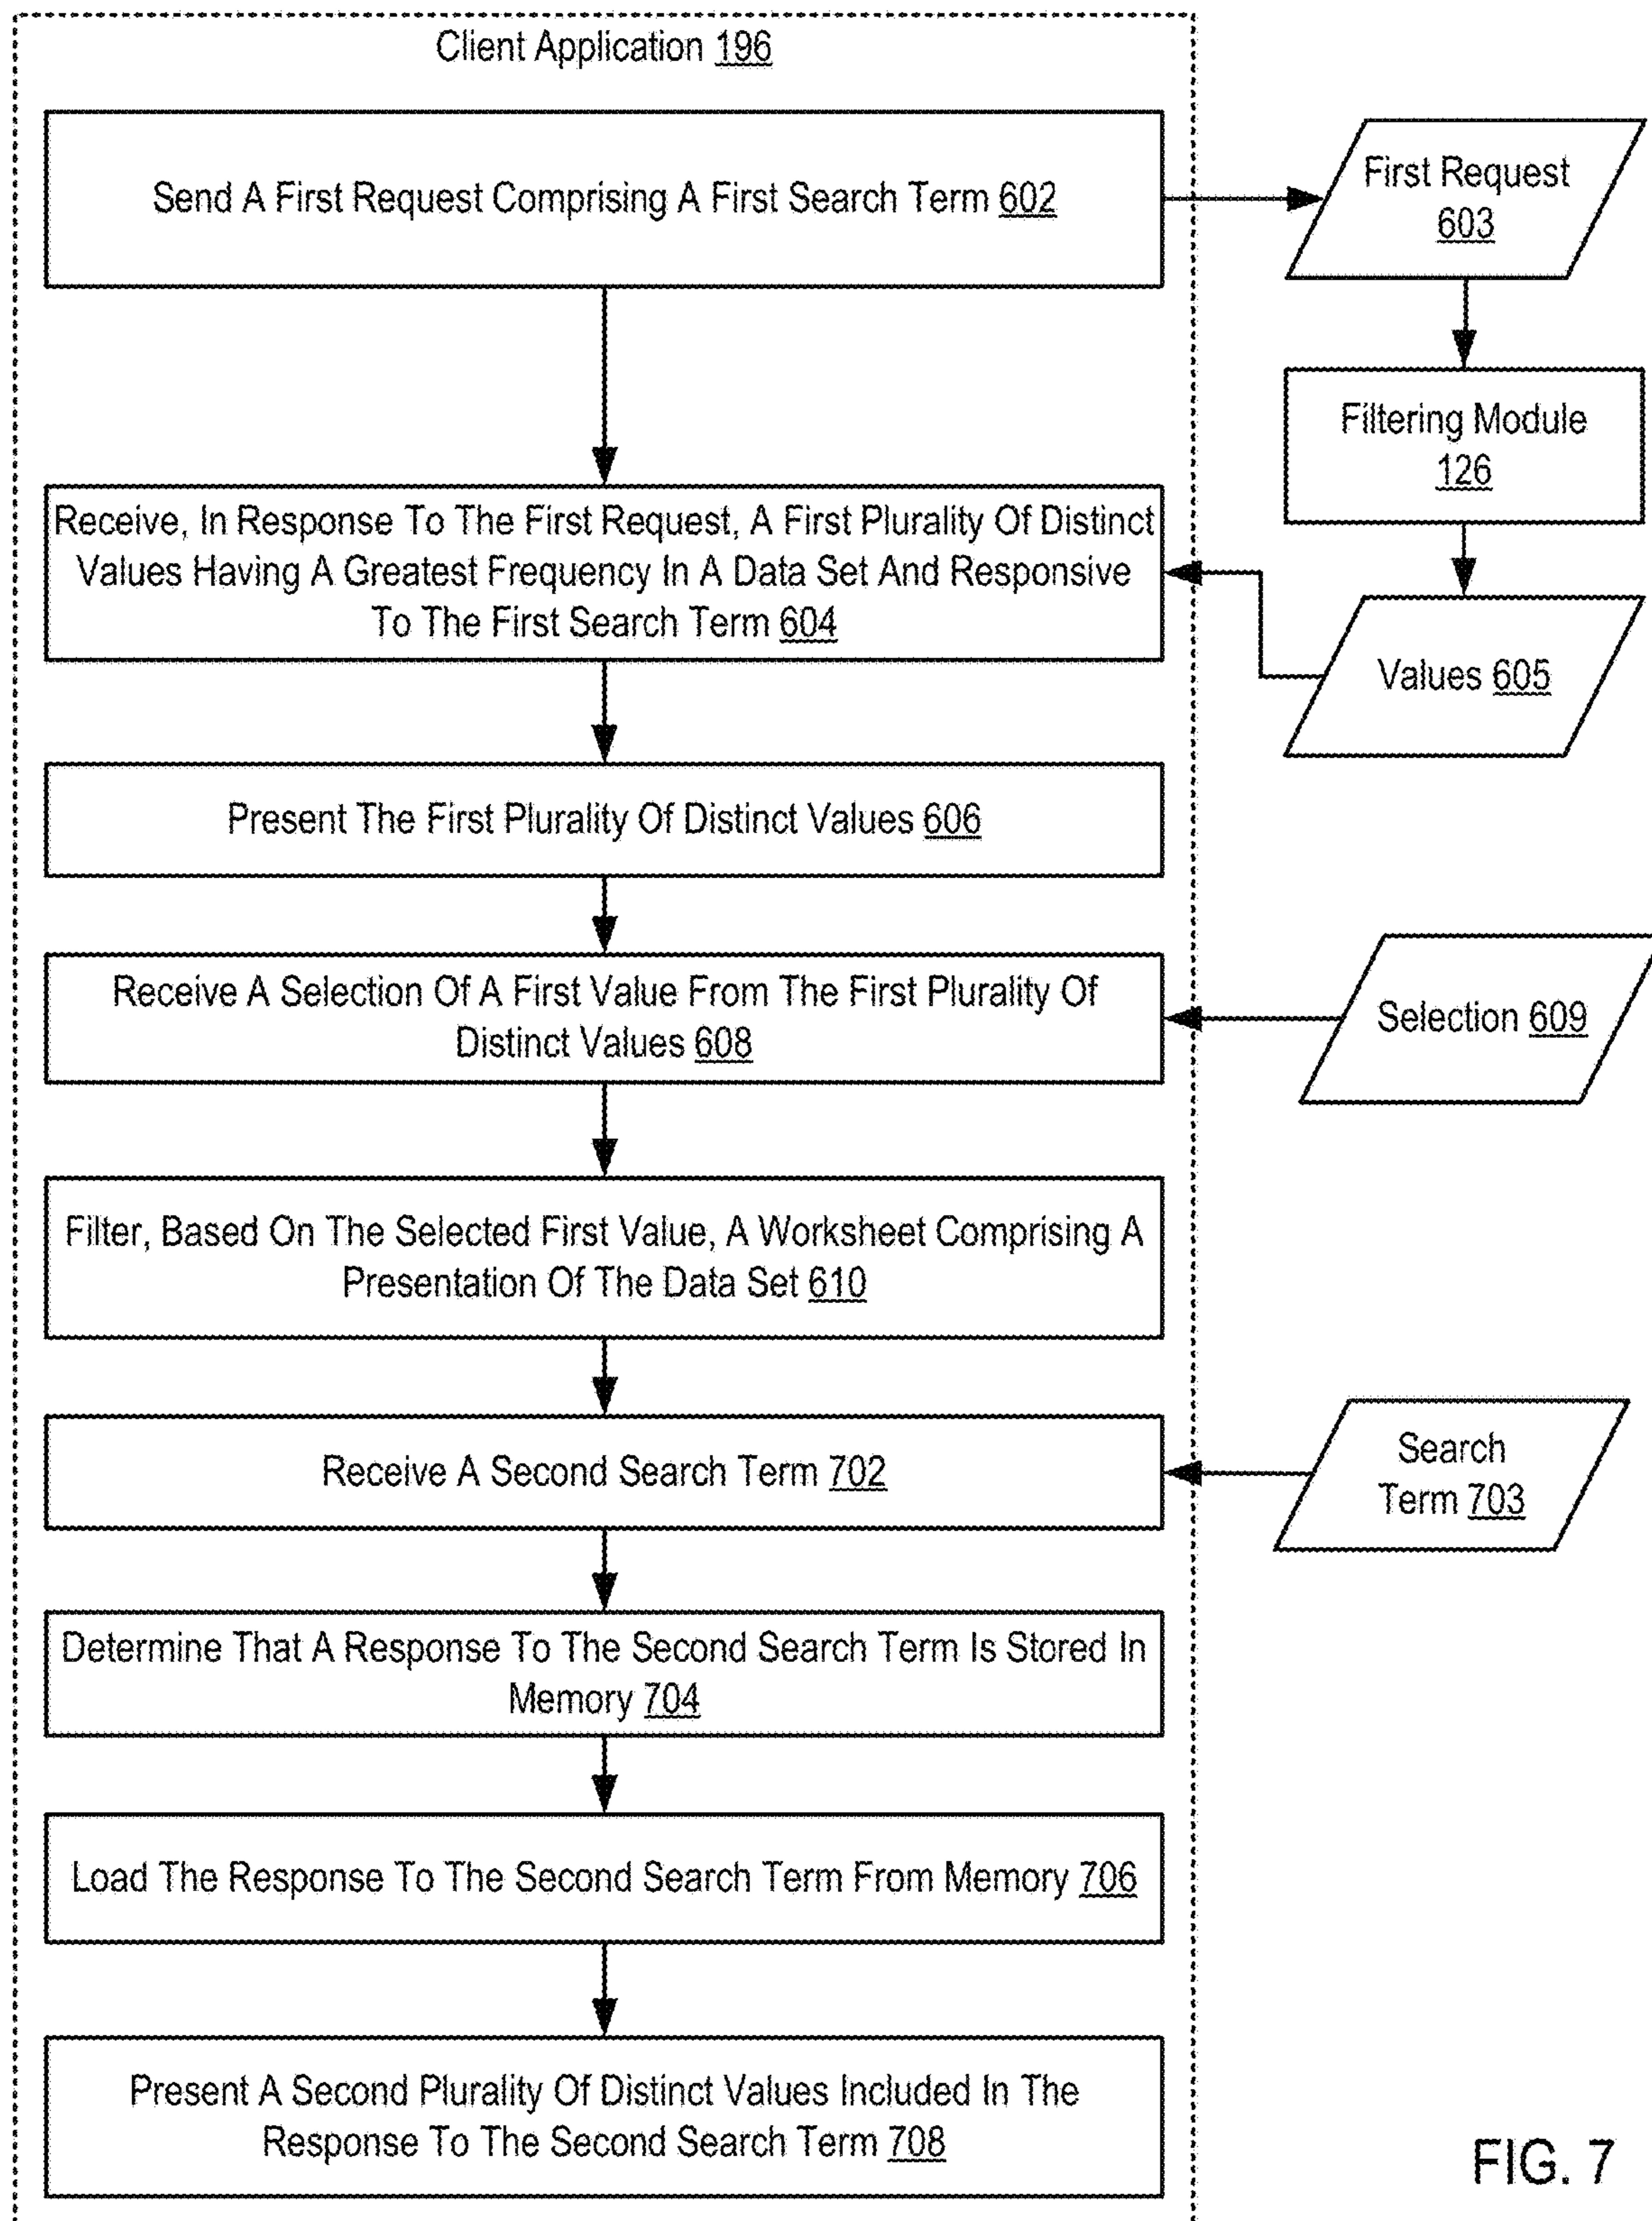 Client Application 196
Send A First Request Comprising A First Search Term 602
First Request
603
Filtering Module
126
Receive, In Response To The First Request, A First Plurality Of Distinct
Values Having A Greatest Frequency In A Data Set And Responsive
To The First Search Term 604
Values 605
Present The First Plurality Of Distinct Values 606
Receive A Selection Of A First Value From The First Plurality Of
Distinct Values 608
Selection 609
Filter, Based On The Selected First Value, A Worksheet Comprising A
Presentation Of The Data Set 610
Receive A Second Search Term 702
Search
Term 703
Determine That A Response To The Second Search Term Is Stored In
Memory 704
Load The Response To The Second Search Term From Memory 706
Present A Second Plurality Of Distinct Values Included In The
Response To The Second Search Term 708
FIG. 7